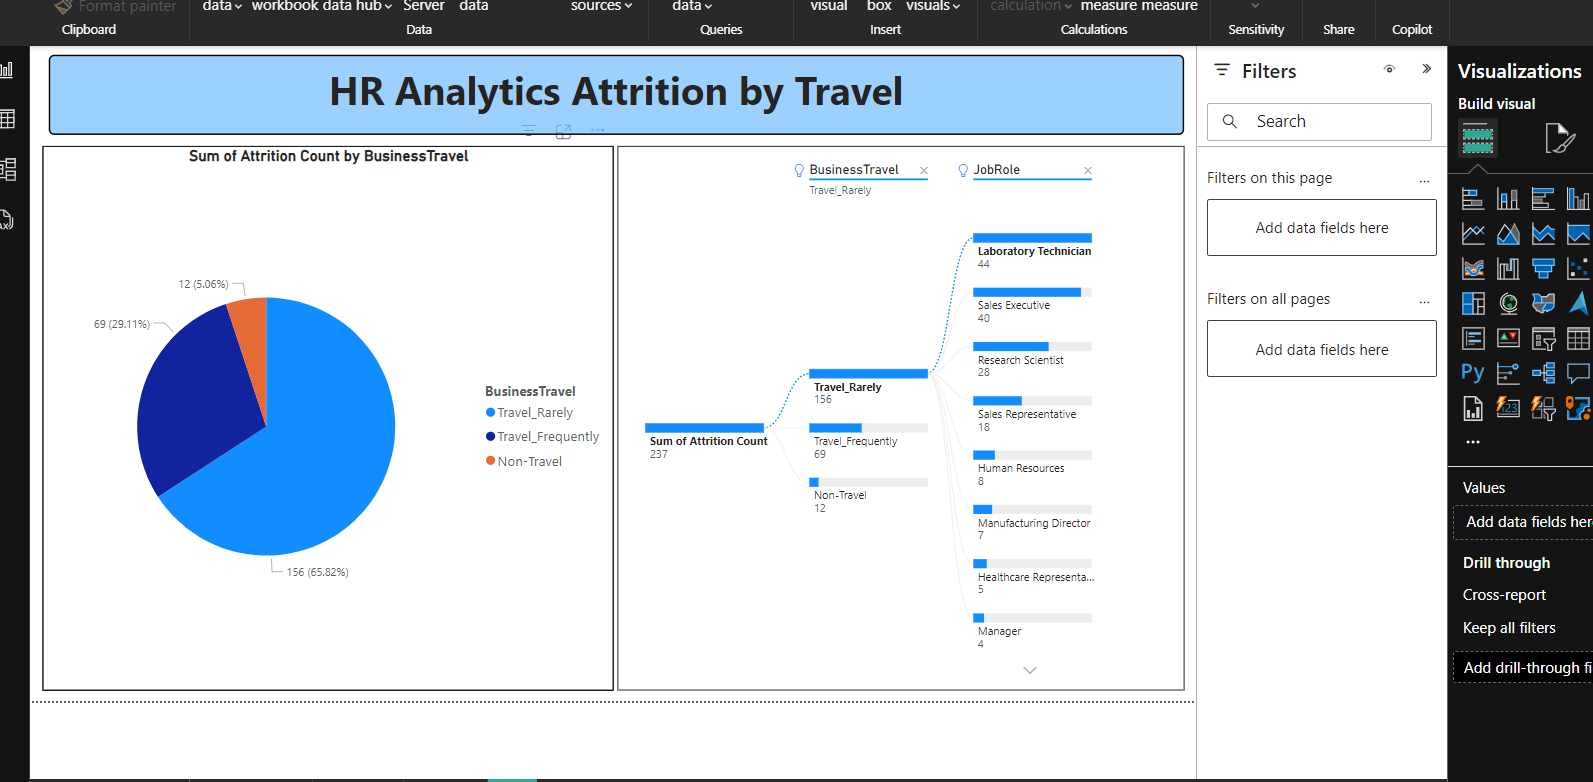 Format painter
data workbook data hub Server data sources data visual box visuals calculation measure measure
Clipboard Data Queries Insert Calculations Sensitivity Share Copilot
HR Analytics Attrition by Travel
Sum of Attrition Count by BusinessTravel
12 (5.06%)
69 (29.11%)
156 (65.82%)
BusinessTravel
Travel_Rarely
Travel_Frequently
Non-Travel
BusinessTravel
Travel_Rarely
JobRole
Sum of Attrition Count
237
Travel_Rarely
156
Travel_Frequently
69
Non-Travel
12
Laboratory Technician
44
Sales Executive
40
Research Scientist
28
Sales Representative
18
Human Resources
8
Manufacturing Director
7
Healthcare Representa...
5
Manager
4
Filters
Search
Filters on this page
...
Add data fields here
Filters on all pages
...
Add data fields here
Visualizations
Build visual
Py
123
...
Values
Add data fields her
Drill through
Cross-report
Keep all filters
Add drill-through fi